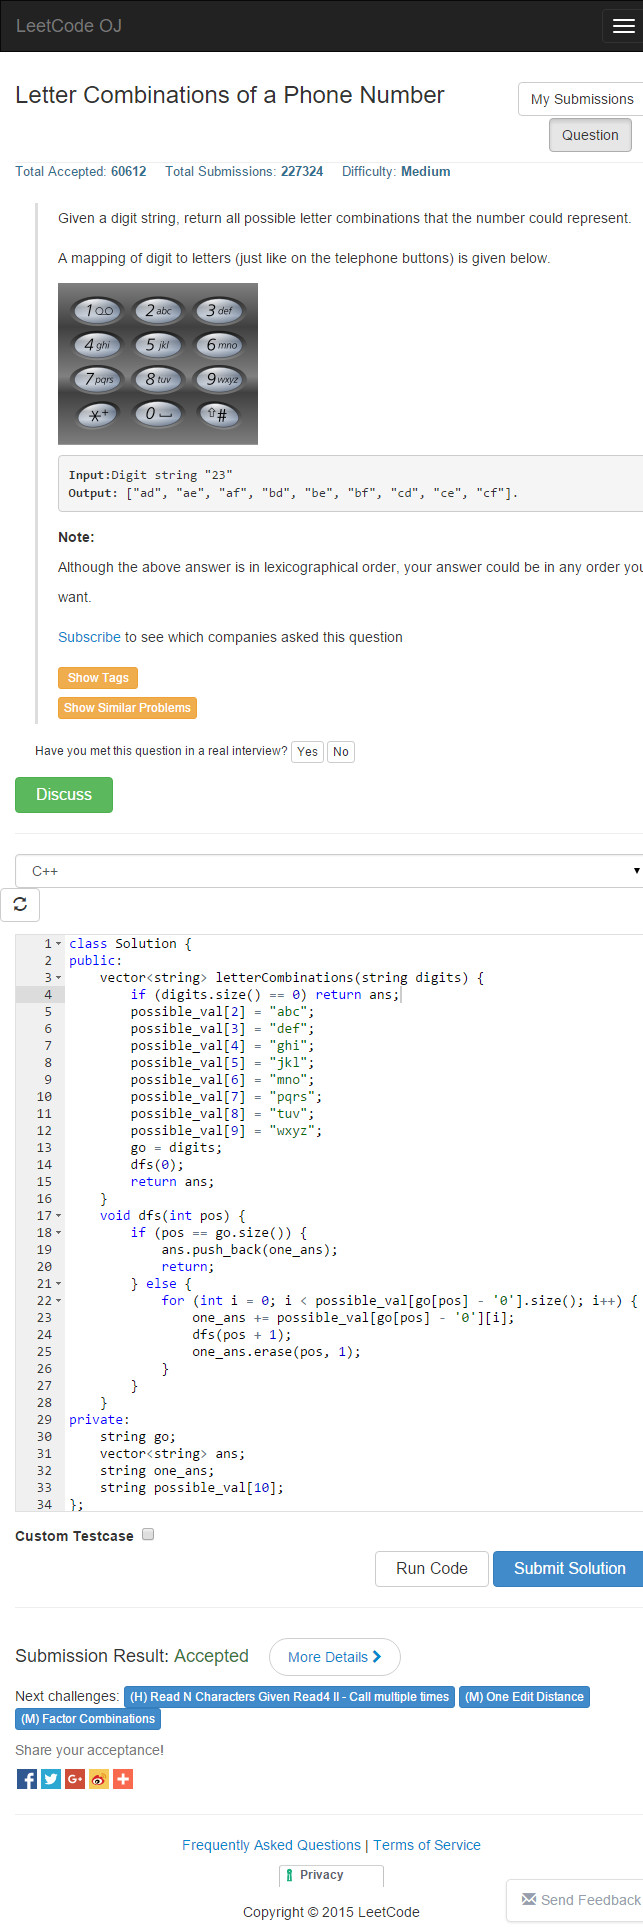 LeetCode OJ
Letter Combinations of a Phone Number
My Submissions
Question
Total Accepted: 60612 Total Submissions: 227324 Difficulty: Medium
Given a digit string, return all possible letter combinations that the number could represent.
A mapping of digit to letters (just like on the telephone buttons) is given below.
1 2 abc 3 def
4 ghi 5 jkl 6 mno
7 pqrs 8 tuv 9 wxyz
*+ 0 ⇧#
Input:Digit string "23"
Output: ["ad", "ae", "af", "bd", "be", "bf", "cd", "ce", "cf"].
Note:
Although the above answer is in lexicographical order, your answer could be in any order you
want.
Subscribe to see which companies asked this question
Show Tags
Show Similar Problems
Have you met this question in a real interview? Yes No
Discuss
C++
1 class Solution {
2 public:
3     vector<string> letterCombinations(string digits) {
4         if (digits.size() == 0) return ans;
5         possible_val[2] = "abc";
6         possible_val[3] = "def";
7         possible_val[4] = "ghi";
8         possible_val[5] = "jkl";
9         possible_val[6] = "mno";
10         possible_val[7] = "pqrs";
11         possible_val[8] = "tuv";
12         possible_val[9] = "wxyz";
13         go = digits;
14         dfs(0);
15         return ans;
16     }
17     void dfs(int pos) {
18         if (pos == go.size()) {
19             ans.push_back(one_ans);
20             return;
21         } else {
22             for (int i = 0; i < possible_val[go[pos] - '0'].size(); i++) {
23                 one_ans += possible_val[go[pos] - '0'][i];
24                 dfs(pos + 1);
25                 one_ans.erase(pos, 1);
26             }
27         }
28     }
29 private:
30     string go;
31     vector<string> ans;
32     string one_ans;
33     string possible_val[10];
34 };
Custom Testcase
Run Code Submit Solution
Submission Result: Accepted More Details
Next challenges: (H) Read N Characters Given Read4 II - Call multiple times (M) One Edit Distance
(M) Factor Combinations
Share your acceptance!
Frequently Asked Questions | Terms of Service
Privacy
Send Feedback
Copyright © 2015 LeetCode